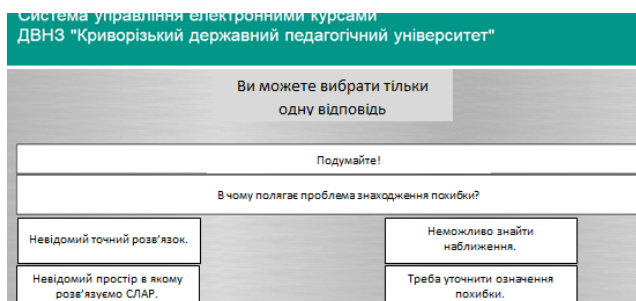 Система управління електронними курсами
ДВНЗ "Криворізький державний педагогічний університет"
Ви можете вибрати тільки
одну відповідь
Подумайте!
В чому полягає проблема знаходження похибки?
Невідомий точний розв'язок.
Неможливо знайти
наближення.
Невідомий простір в якому
розв'язуємо СЛАР.
Треба уточнити означення
похибки.